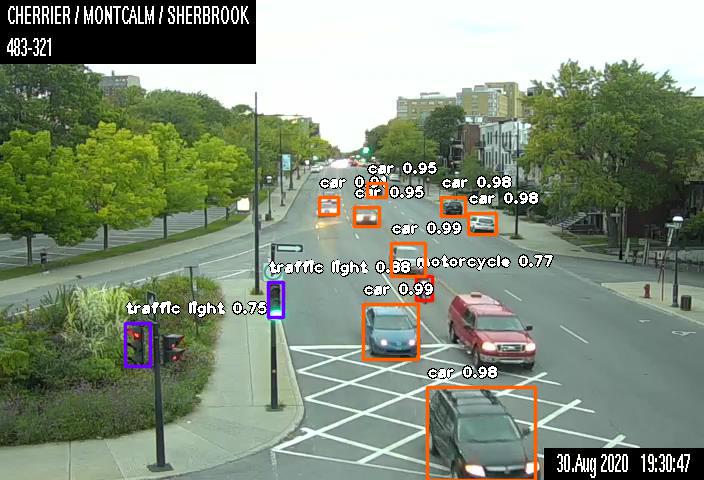 CHERRIER / MONTCALM / SHERBROOK
483-321
car 0.95
car 0.95
car 0.98
car 0.98
car 0.99
traffic light 0.88
motorcycle 0.77
car 0.99
traffic light 0.75
car 0.98
30.Aug 2020 19:30:47